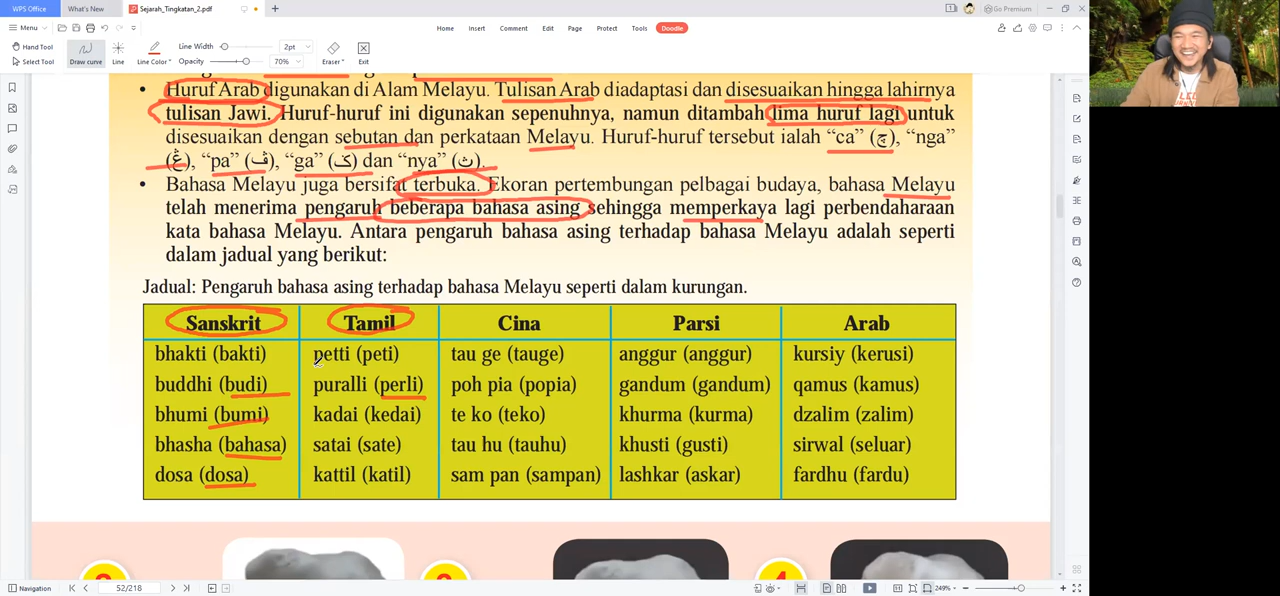 WPS Office
What's New
Sejarah_Tingkatan_2.pdf
Go Premium
Menu
Home
Insert
Comment
Edit
Page
Protect
Tools
Doodle
Hand Tool
Select Tool
Draw curve
Line
Line Color
Line Width
2pt
Opacity
70%
Eraser
Exit
• Huruf Arab digunakan di Alam Melayu. Tulisan Arab diadaptasi dan disesuaikan hingga lahirnya
tulisan Jawi. Huruf-huruf ini digunakan sepenuhnya, namun ditambah lima huruf lagi untuk
disesuaikan dengan sebutan dan perkataan Melayu. Huruf-huruf tersebut ialah “ca” (چ), “nga”
(ڠ), “pa” (ڤ), “ga” (ݢ) dan “nya” (ث).
• Bahasa Melayu juga bersifat terbuka. Ekoran pertembungan pelbagai budaya, bahasa Melayu
telah menerima pengaruh beberapa bahasa asing sehingga memperkaya lagi perbendaharaan
kata bahasa Melayu. Antara pengaruh bahasa asing terhadap bahasa Melayu adalah seperti
dalam jadual yang berikut:
Jadual: Pengaruh bahasa asing terhadap bahasa Melayu seperti dalam kurungan.
Sanskrit Tamil Cina Parsi Arab
bhakti (bakti) petti (peti) tau ge (tauge) anggur (anggur) kursiy (kerusi)
buddhi (budi) puralli (perli) poh pia (popia) gandum (gandum) qamus (kamus)
bhumi (bumi) kadai (kedai) te ko (teko) khurma (kurma) dzalim (zalim)
bhasha (bahasa) satai (sate) tau hu (tauhu) khusti (gusti) sirwal (seluar)
dosa (dosa) kattil (katil) sam pan (sampan) lashkar (askar) fardhu (fardu)
Navigation
52/218
249%